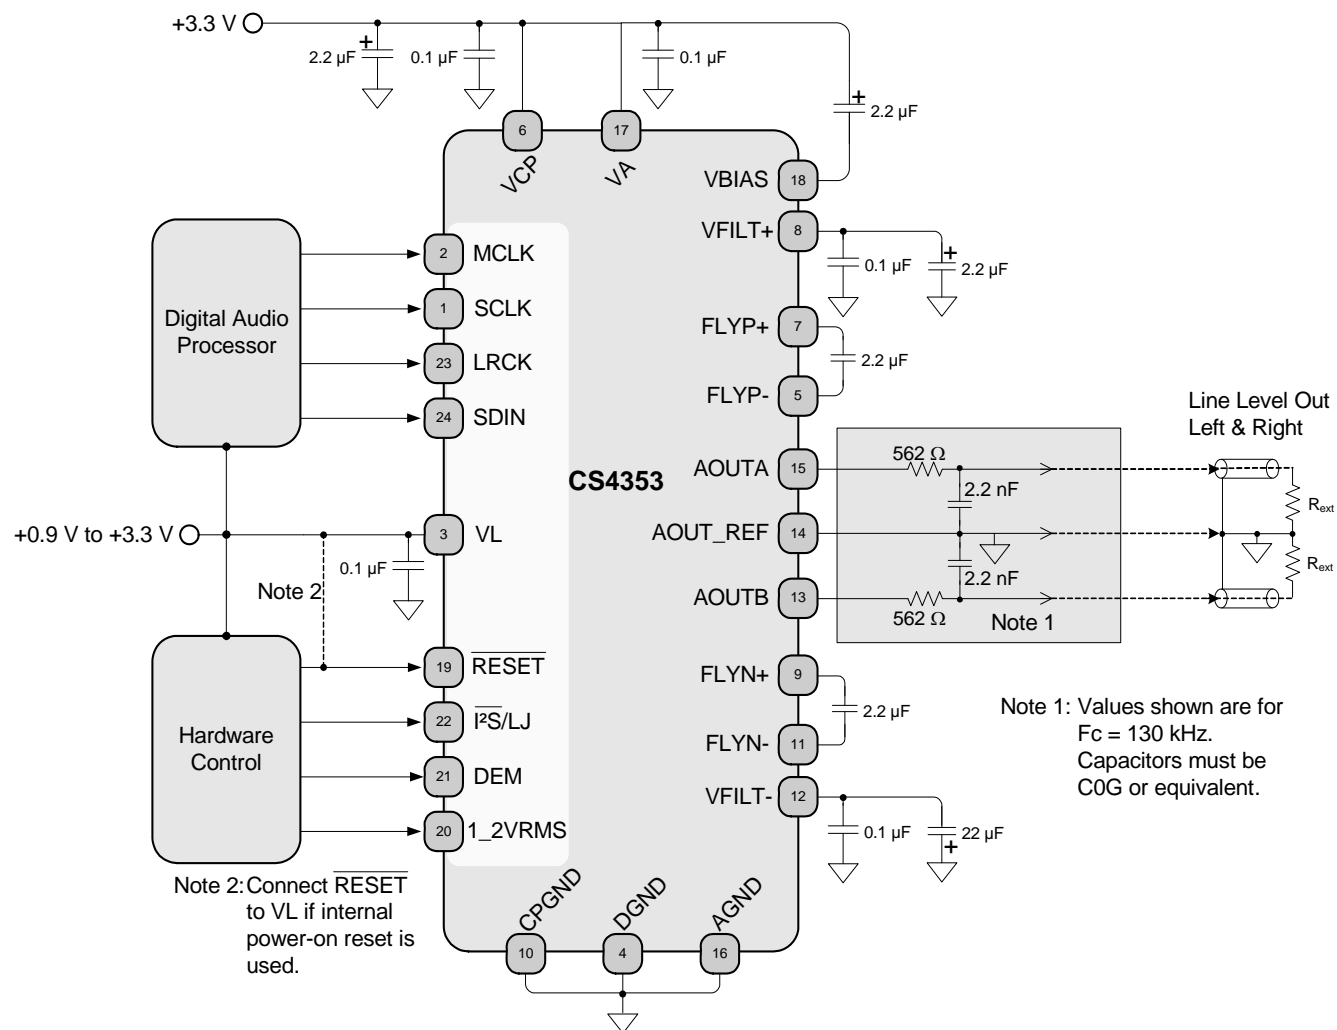 +3.3 V
2.2 µF
+
0.1 µF
0.1 µF
+
2.2 µF
6
17
VCP
VA
VBIAS
18
VFILT+
8
0.1 µF
+
2.2 µF
Digital Audio
Processor
2
MCLK
1
SCLK
23
LRCK
24
SDIN
FLYP+
7
2.2 µF
FLYP-
5
Line Level Out
Left & Right
CS4353
AOUTA
15
562 Ω
2.2 nF
AOUT_REF
14
2.2 nF
AOUTB
13
562 Ω
Note 1
Rext
Rext
+0.9 V to +3.3 V
3
VL
0.1 µF
Note 2
Hardware
Control
19
RESET
22
I²S/LJ
21
DEM
20
1_2VRMS
FLYN+
9
2.2 µF
FLYN-
11
VFILT-
12
0.1 µF
22 µF
+
Note 1: Values shown are for
Fc = 130 kHz.
Capacitors must be
C0G or equivalent.
Note 2: Connect RESET
to VL if internal
power-on reset is
used.
CPGND
DGND
AGND
10
4
16